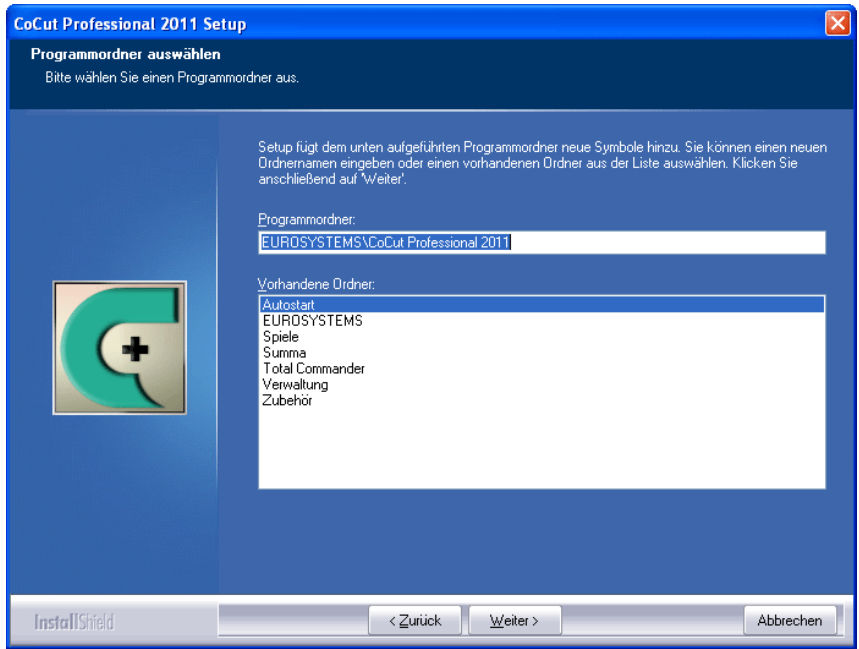 CoCut Professional 2011 Setup
Programmordner auswählen
Bitte wählen Sie einen Programmordner aus.
Setup fügt dem unten aufgeführten Programmordner neue Symbole hinzu. Sie können einen neuen
Ordnernamen eingeben oder einen vorhandenen Ordner aus der Liste auswählen. Klicken Sie
anschließend auf 'Weiter'.
Programmordner:
EUROSYSTEMS\CoCut Professional 2011
Vorhandene Ordner:
Autostart
EUROSYSTEMS
Spiele
Summa
Total Commander
Verwaltung
Zubehör
InstallShield
< Zurück
Weiter >
Abbrechen